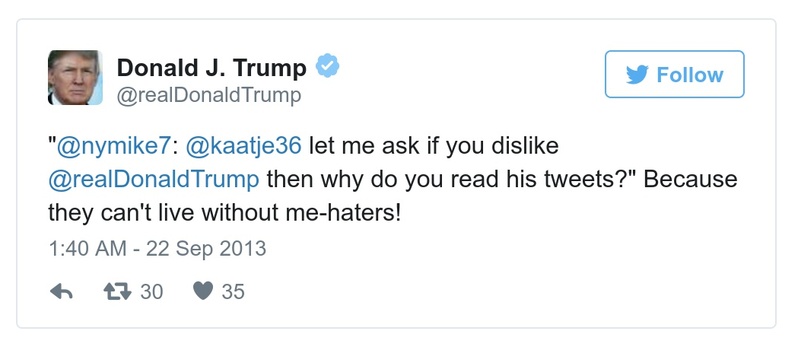 Donald J. Trump
@realDonaldTrump
Follow
"@nymike7: @kaatje36 let me ask if you dislike
@realDonaldTrump then why do you read his tweets?" Because
they can't live without me-haters!
1:40 AM - 22 Sep 2013
30 35